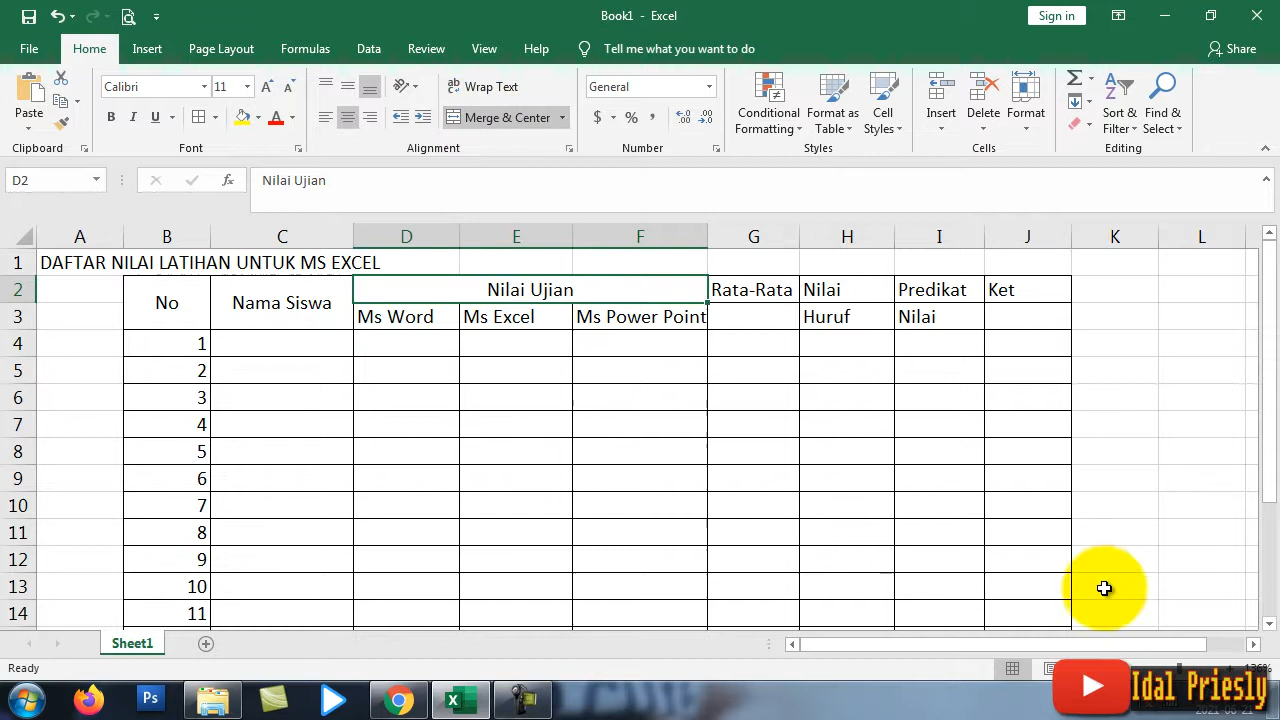 Book1 - Excel
Sign in
File Home Insert Page Layout Formulas Data Review View Help Tell me what you want to do Share
Paste
Calibri 11
Wrap Text
General
B I U
Merge & Center
$ % ,
Conditional Formatting
Format as Table
Cell Styles
Insert
Delete
Format
Sort & Filter
Find & Select
Clipboard Font Alignment Number Styles Cells Editing
D2 fx Nilai Ujian
A B C D E F G H I J K L
1 DAFTAR NILAI LATIHAN UNTUK MS EXCEL
2 No Nama Siswa Nilai Ujian Rata-Rata Nilai Predikat Ket
3 Ms Word Ms Excel Ms Power Point Huruf Nilai
4 1
5 2
6 3
7 4
8 5
9 6
10 7
11 8
12 9
13 10
14 11
Sheet1
Ready
136%
Ps
Idal Priesly